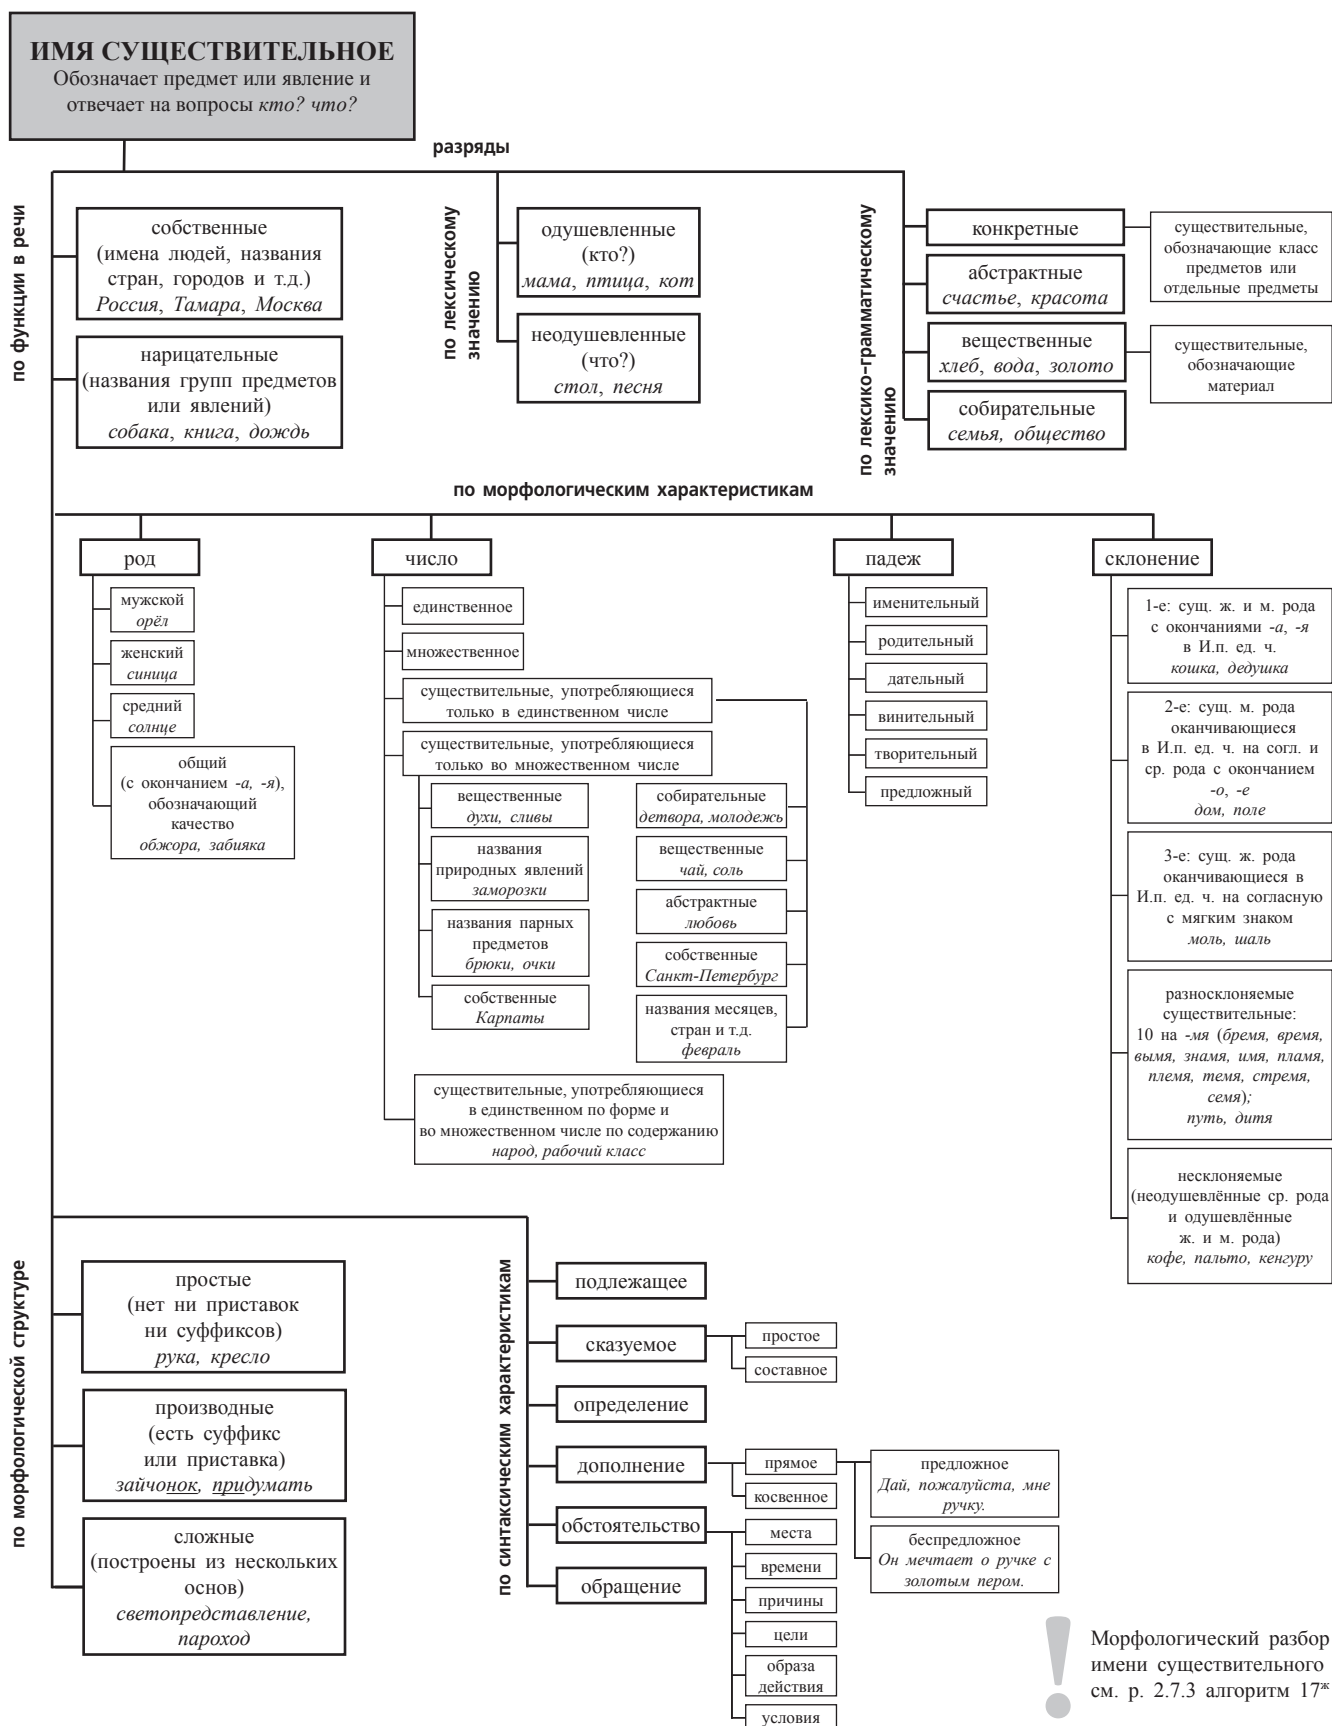 ИМЯ СУЩЕСТВИТЕЛЬНОЕ
Обозначает предмет или явление и
отвечает на вопросы кто? что?
разряды
по функции в речи
собственные
(имена людей, названия
стран, городов и т.д.)
Россия, Тамара, Москва
нарицательные
(названия групп предметов
или явлений)
собака, книга, дождь
по лексическому
значению
одушевленные
(кто?)
мама, птица, кот
неодушевленные
(что?)
стол, песня
по лексико-грамматическому
значению
конкретные
существительные,
обозначающие класс
предметов или
отдельные предметы
абстрактные
счастье, красота
вещественные
хлеб, вода, золото
существительные,
обозначающие
материал
собирательные
семья, общество
по морфологическим характеристикам
род
мужской
орёл
женский
синица
средний
солнце
общий
(с окончанием -а, -я),
обозначающий
качество
обжора, забияка
число
единственное
множественное
существительные, употребляющиеся
только в единственном числе
существительные, употребляющиеся
только во множественном числе
вещественные
духи, сливы
названия
природных явлений
заморозки
названия парных
предметов
брюки, очки
собственные
Карпаты
собирательные
детвора, молодежь
вещественные
чай, соль
абстрактные
любовь
собственные
Санкт-Петербург
названия месяцев,
стран и т.д.
февраль
существительные, употребляющиеся
в единственном по форме и
во множественном числе по содержанию
народ, рабочий класс
падеж
именительный
родительный
дательный
винительный
творительный
предложный
склонение
1-е: сущ. ж. и м. рода
с окончаниями -а, -я
в И.п. ед. ч.
кошка, дедушка
2-е: сущ. м. рода
оканчивающиеся
в И.п. ед. ч. на согл. и
ср. рода с окончанием
-о, -е
дом, поле
3-е: сущ. ж. рода
оканчивающиеся в
И.п. ед. ч. на согласную
с мягким знаком
моль, шаль
разносклоняемые
существительные:
10 на -мя (бремя, время,
вымя, знамя, имя, пламя,
племя, темя, стремя,
семя);
путь, дитя
несклоняемые
(неодушевлённые ср. рода
и одушевлённые
ж. и м. рода)
кофе, пальто, кенгуру
по морфологической структуре
простые
(нет ни приставок
ни суффиксов)
рука, кресло
производные
(есть суффикс
или приставка)
зайчонок, придумать
сложные
(построены из нескольких
основ)
светопредставление,
пароход
по синтаксическим характеристикам
подлежащее
сказуемое
простое
составное
определение
дополнение
прямое
косвенное
предложное
Дай, пожалуйста, мне
ручку.
беспредложное
Он мечтает о ручке с
золотым пером.
обстоятельство
места
времени
причины
цели
образа
действия
условия
обращение
! Морфологический разбор
имени существительного
см. р. 2.7.3 алгоритм 17ж